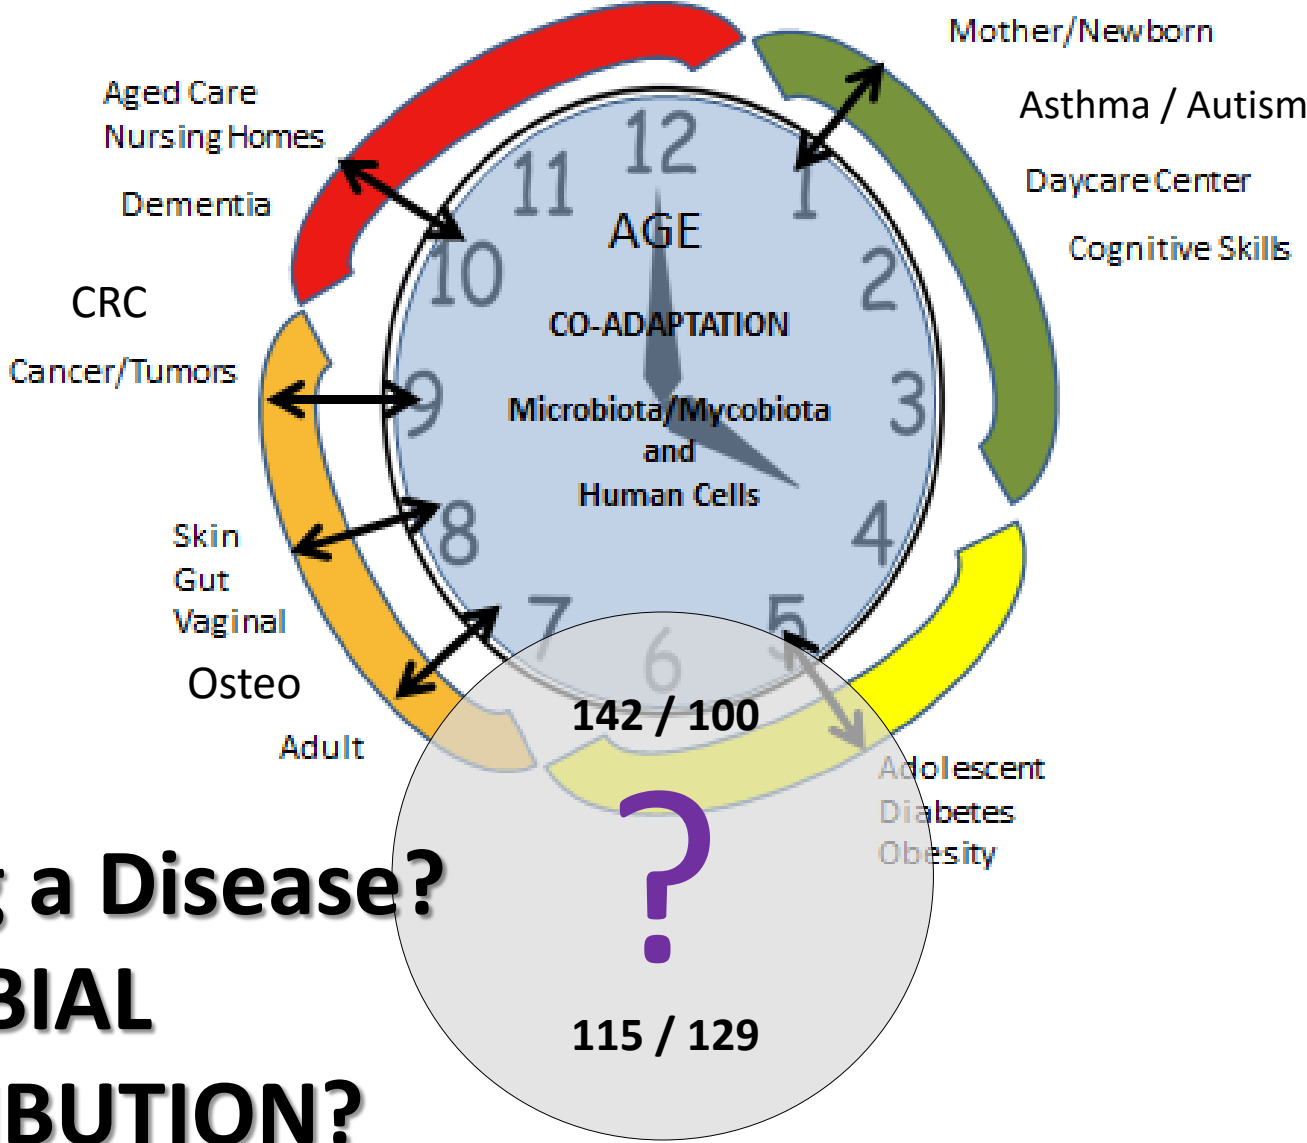 Mother/Newborn
Asthma / Autism
Daycare Center
Cognitive Skills
Aged Care
Nursing Homes
Dementia
CRC
Cancer/Tumors
Skin
Gut
Vaginal
Osteo
Adult
Adolescent
Diabetes
Obesity
12
1
2
3
4
5
6
7
8
9
10
11
AGE
CO-ADAPTATION
Microbiota/Mycobiota
and
Human Cells
142 / 100
?
115 / 129
g a Disease?
BIAL
IBUTION?